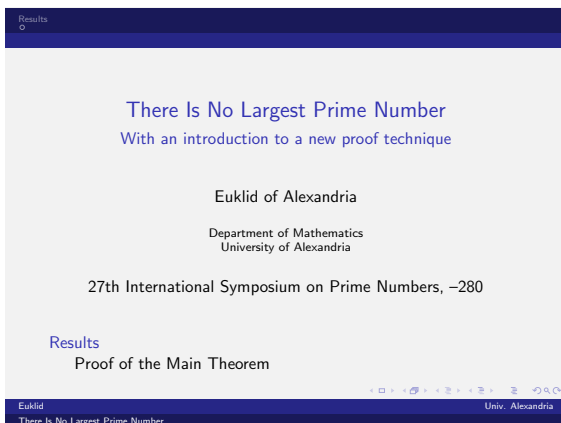 Results
There Is No Largest Prime Number
With an introduction to a new proof technique
Euklid of Alexandria
Department of Mathematics
University of Alexandria
27th International Symposium on Prime Numbers, –280
Results
Proof of the Main Theorem
Euklid Univ. Alexandria
There Is No Largest Prime Number